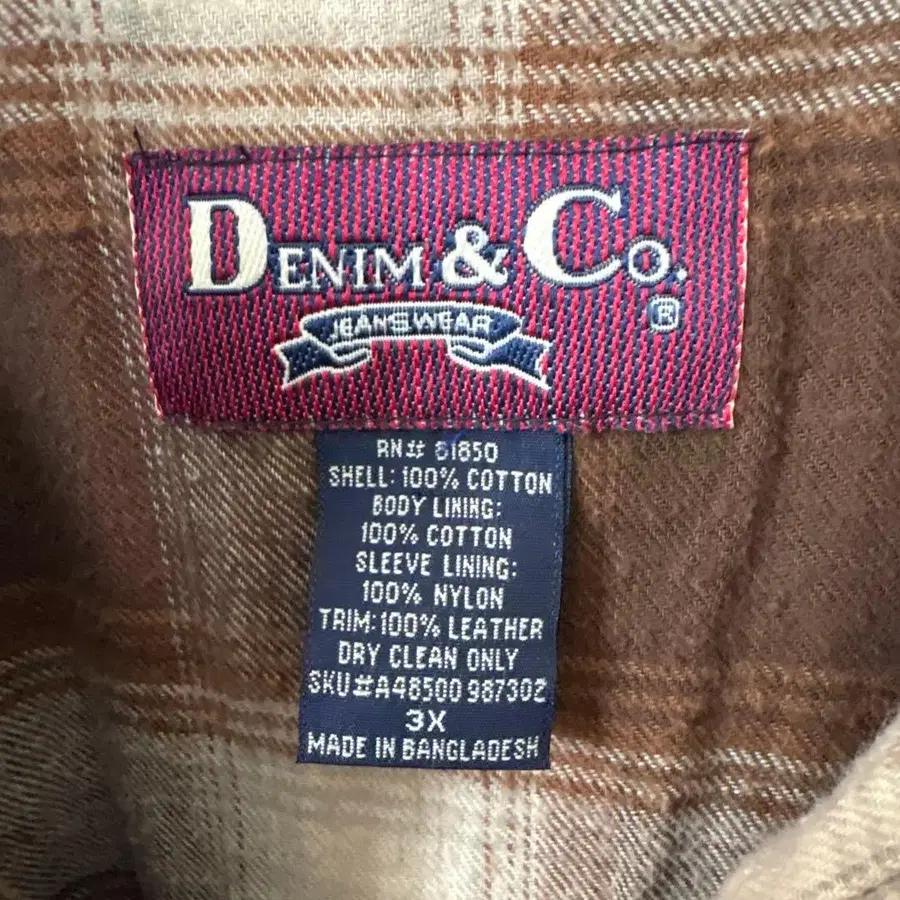 DENIM & CO.
®
JEANSWEAR
RN# 81850
SHELL: 100% COTTON
BODY LINING:
100% COTTON
SLEEVE LINING:
100% NYLON
TRIM: 100% LEATHER
DRY CLEAN ONLY
SKU#A48500 987302
3X
MADE IN BANGLADESH